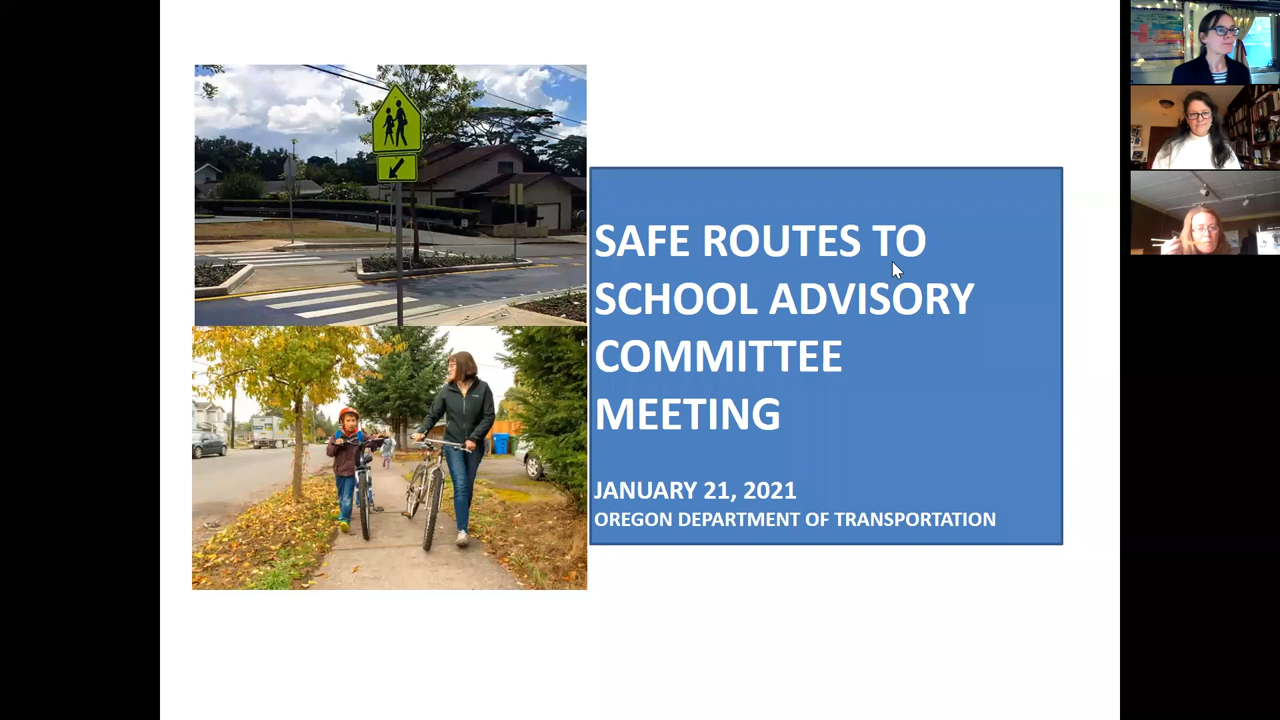 SAFE ROUTES TO
SCHOOL ADVISORY
COMMITTEE
MEETING
JANUARY 21, 2021
OREGON DEPARTMENT OF TRANSPORTATION